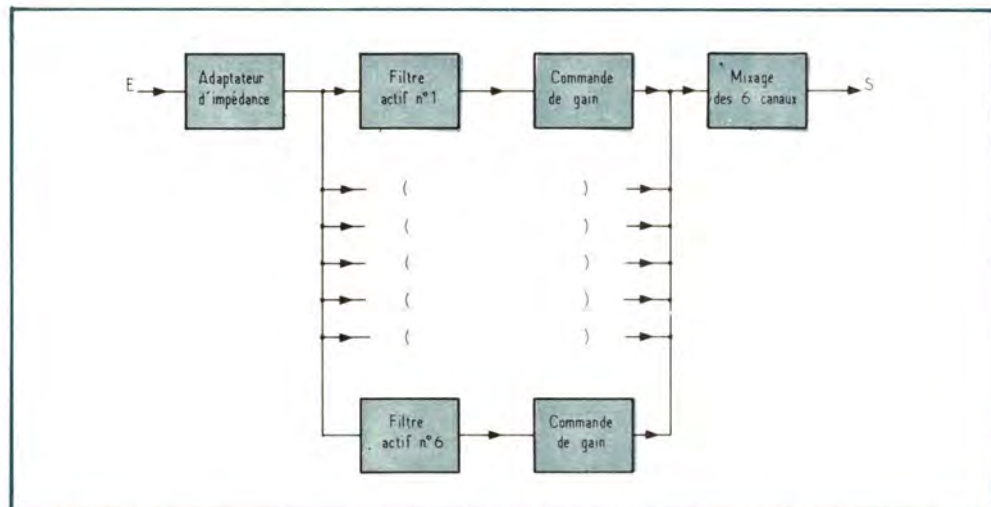 E
Adaptateur
d'impédance
Filtre
actif n°1
Commande
de gain
Mixage
des 6 canaux
S
( )
( )
( )
( )
( )
Filtre
actif n°6
Commande
de gain